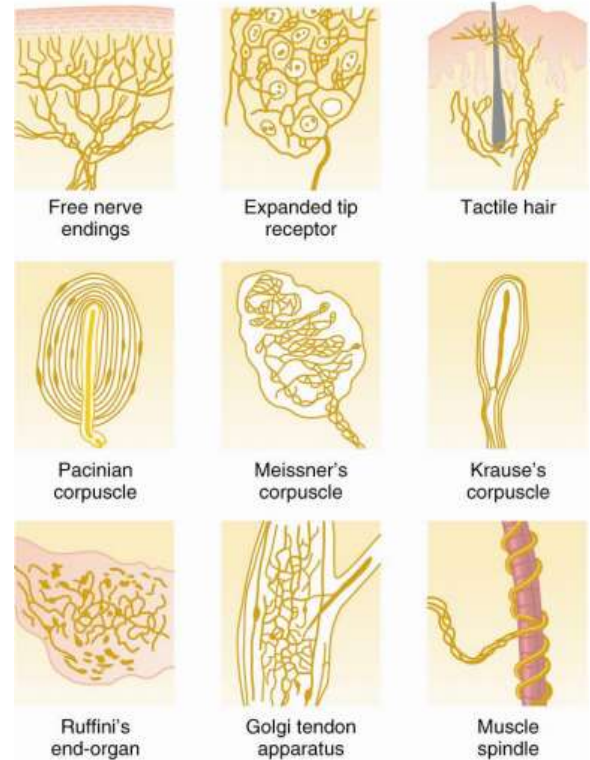 Free nerve
endings
Expanded tip
receptor
Tactile hair
Pacinian
corpuscle
Meissner's
corpuscle
Krause's
corpuscle
Ruffini's
end-organ
Golgi tendon
apparatus
Muscle
spindle